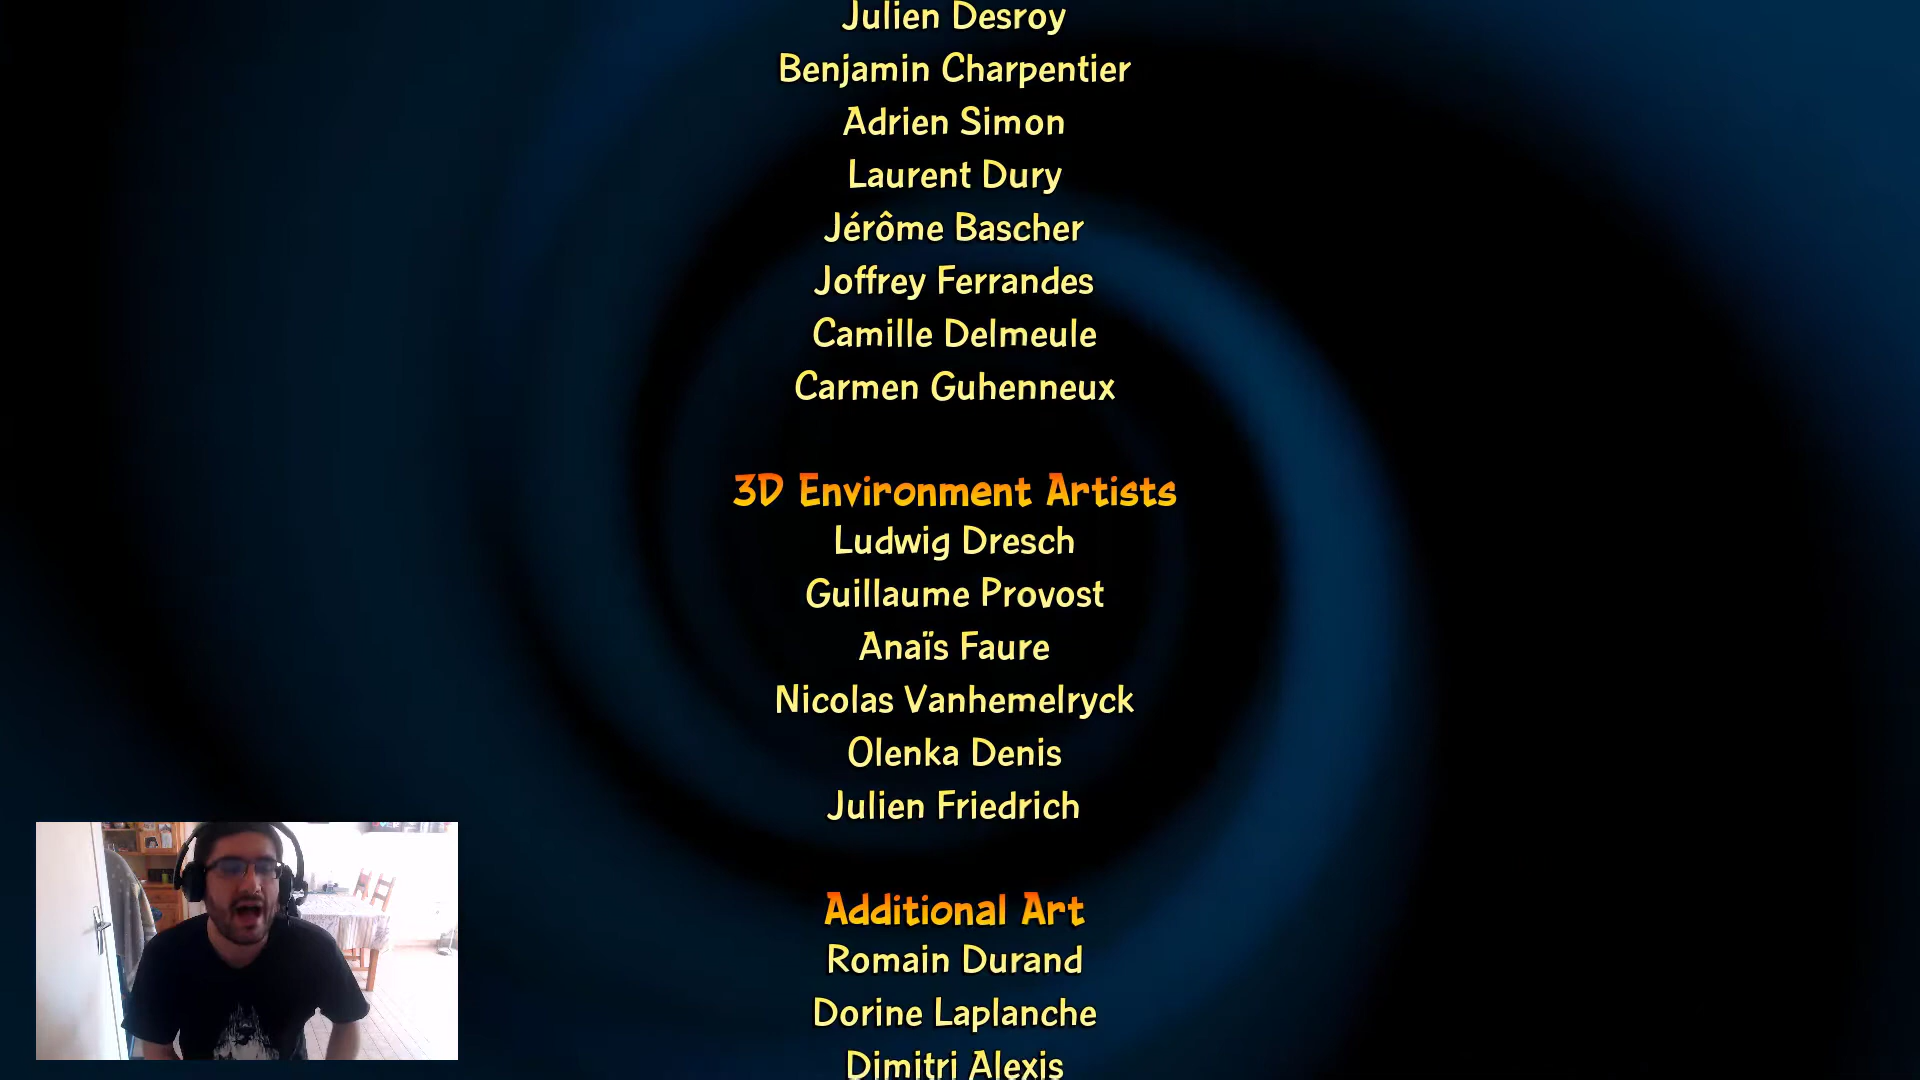 Julien Desroy
Benjamin Charpentier
Adrien Simon
Laurent Dury
Jérôme Bascher
Joffrey Ferrandes
Camille Delmeule
Carmen Guhenneux
3D Environment Artists
Ludwig Dresch
Guillaume Provost
Anaïs Faure
Nicolas Vanhemelryck
Olenka Denis
Julien Friedrich
Additional Art
Romain Durand
Dorine Laplanche
Dimitri Alexis